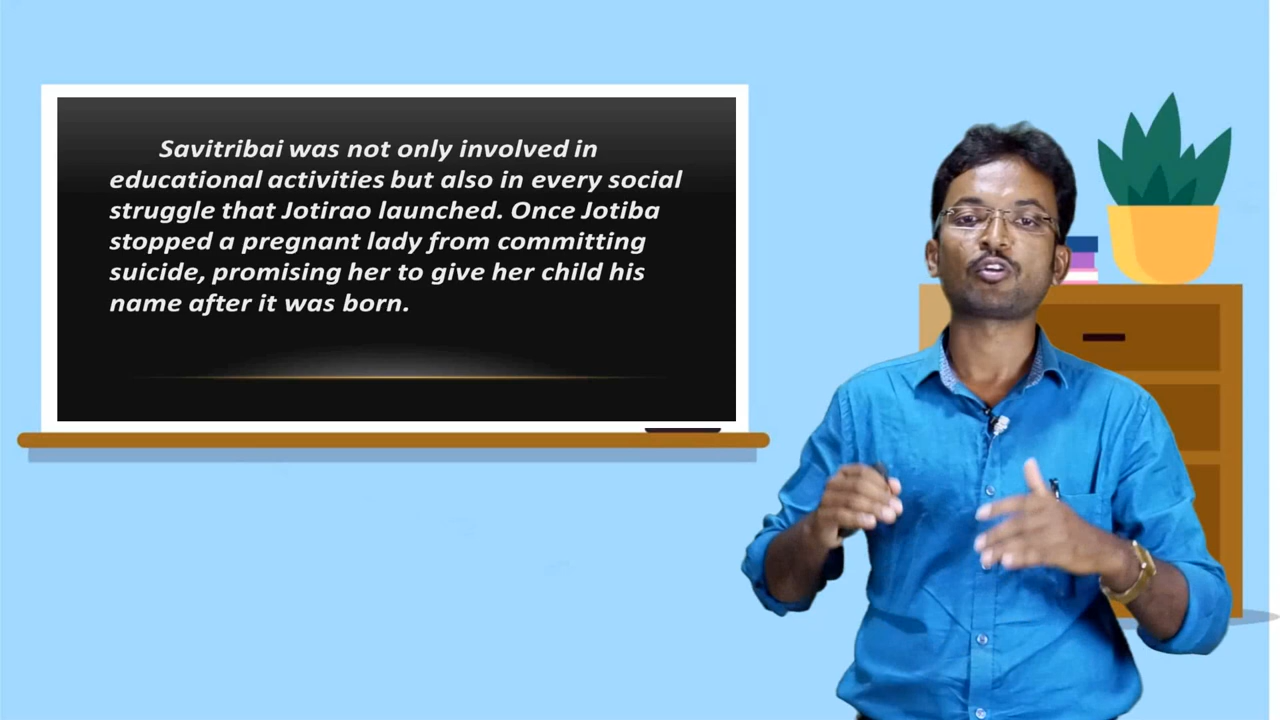 Savitribai was not only involved in
educational activities but also in every social
struggle that Jotirao launched. Once Jotiba
stopped a pregnant lady from committing
suicide, promising her to give her child his
name after it was born.